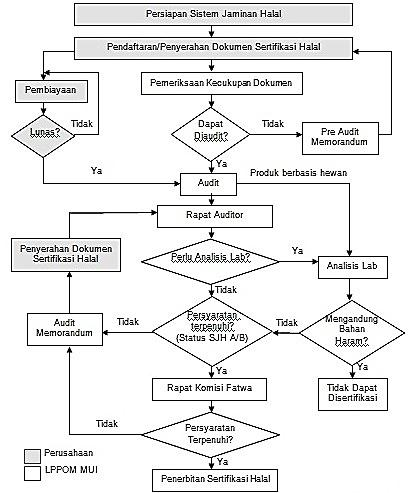 Persiapan Sistem Jaminan Halal
Pendaftaran/Penyerahan Dokumen Sertifikasi Halal
Pembiayaan
Pemeriksaan Kecukupan Dokumen
Lunas?
Tidak
Dapat
Diaudit?
Tidak
Pre Audit
Memorandum
Ya
Ya
Audit
Produk berbasis hewan
Rapat Auditor
Penyerahan Dokumen
Sertifikasi Halal
Perlu Analisis Lab?
Ya
Analisis Lab
Tidak
Audit
Memorandum
Tidak
Persyaratan
terpenuhi?
(Status SJH A/B)
Tidak
Mengandung
Bahan
Haram?
Ya
Ya
Rapat Komisi Fatwa
Tidak Dapat
Disertifikasi
Tidak
Persyaratan
Terpenuhi?
Ya
Perusahaan
LPPOM MUI
Penerbitan Sertifikasi Halal